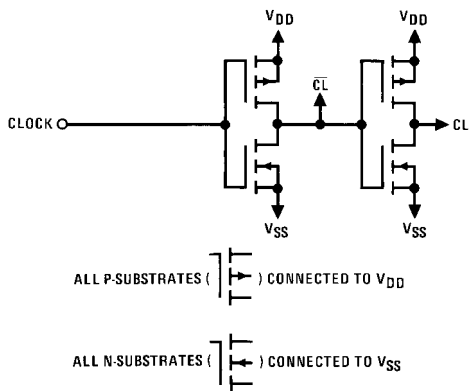 VDD
VDD
CL
CLOCK
CL
VSS
VSS
ALL P-SUBSTRATES ( ) CONNECTED TO VDD
ALL N-SUBSTRATES ( ) CONNECTED TO VSS